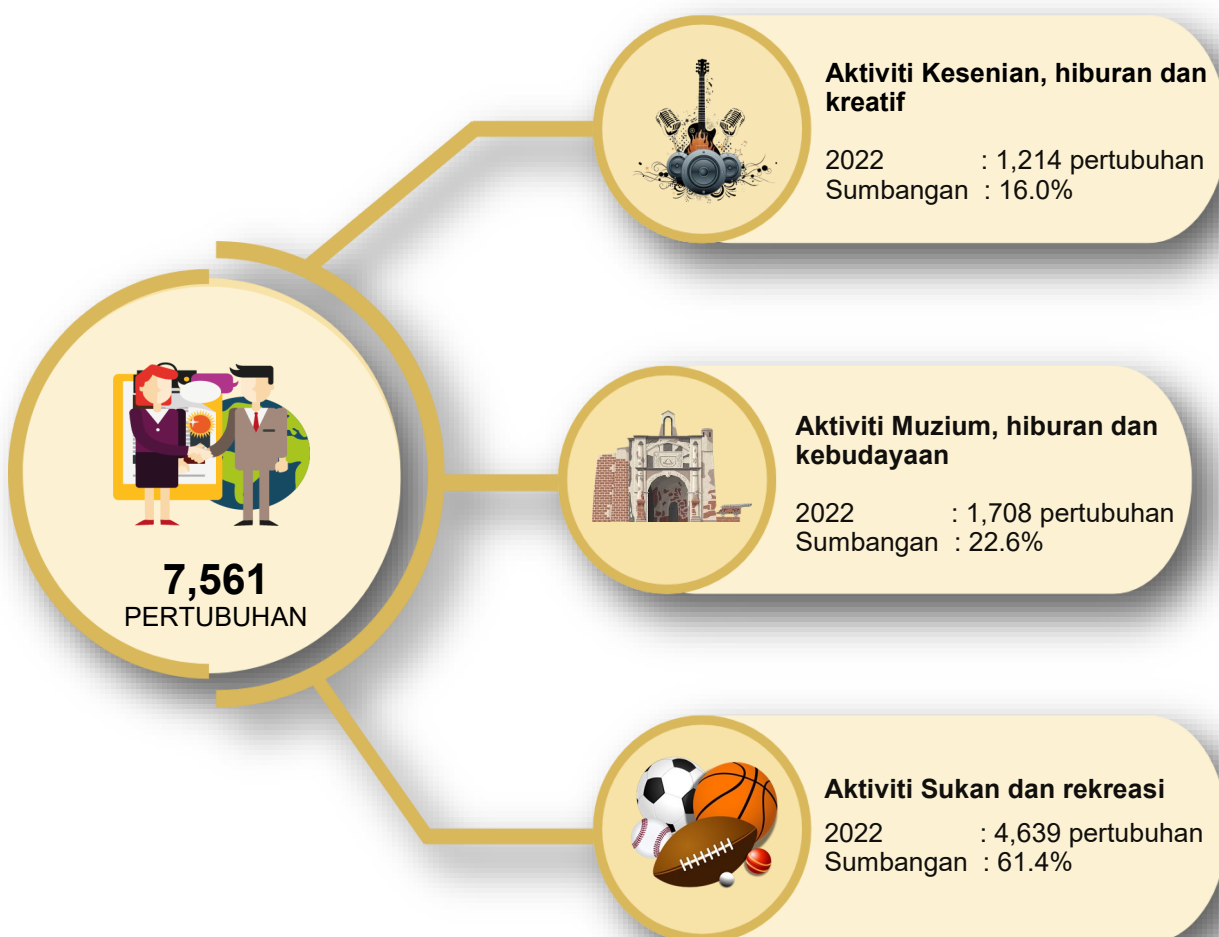 Aktiviti Kesenian, hiburan dan
kreatif
2022 : 1,214 pertubuhan
Sumbangan : 16.0%
7,561
PERTUBUHAN
Aktiviti Muzium, hiburan dan
kebudayaan
2022 : 1,708 pertubuhan
Sumbangan : 22.6%
Aktiviti Sukan dan rekreasi
2022 : 4,639 pertubuhan
Sumbangan : 61.4%